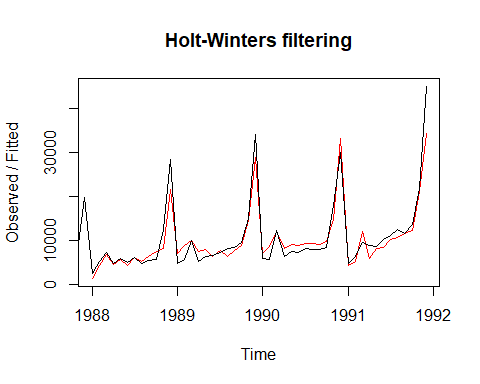 Holt-Winters filtering
Observed / Fitted
30000
10000
0
1988 1989 1990 1991 1992
Time